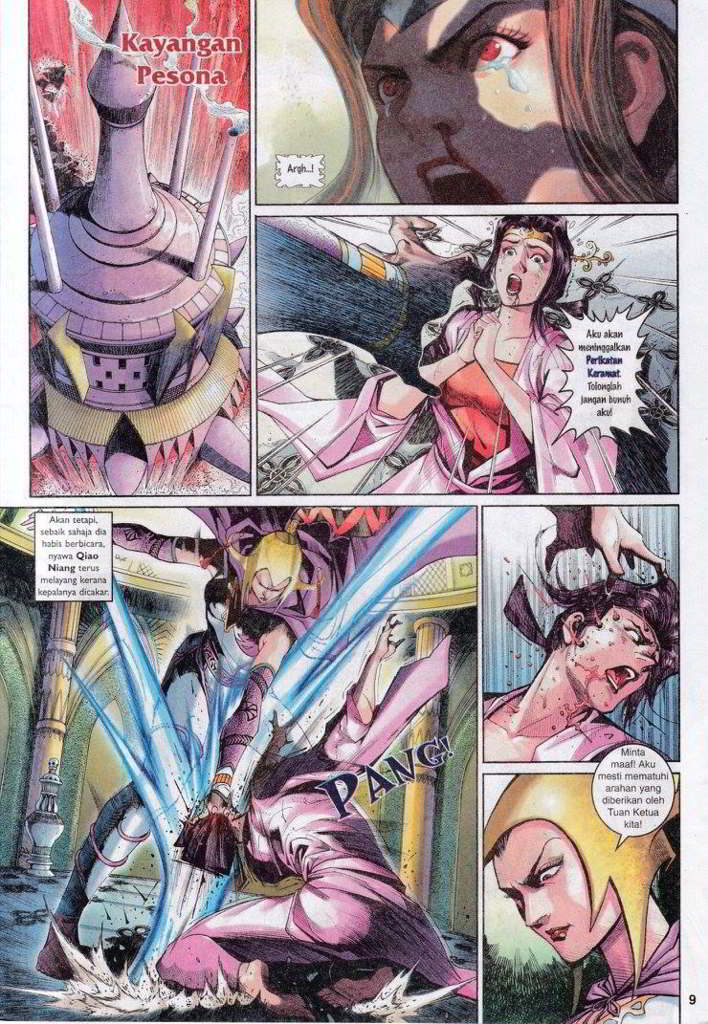 Kayangan
Pesona
Argh...!
Aku akan
meninggalkan
Perikatan
Keramat.
Tolonglah
jangan bunuh
aku!
Akan tetapi,
sebaik sahaja dia
habis berbicara,
nyawa Qiao
Niang terus
melayang kerana
kepalanya dicakar.
PANG!
Minta
maaf! Aku
mesti mematuhi
arahan yang
diberikan oleh
Tuan Ketua
kita!
9